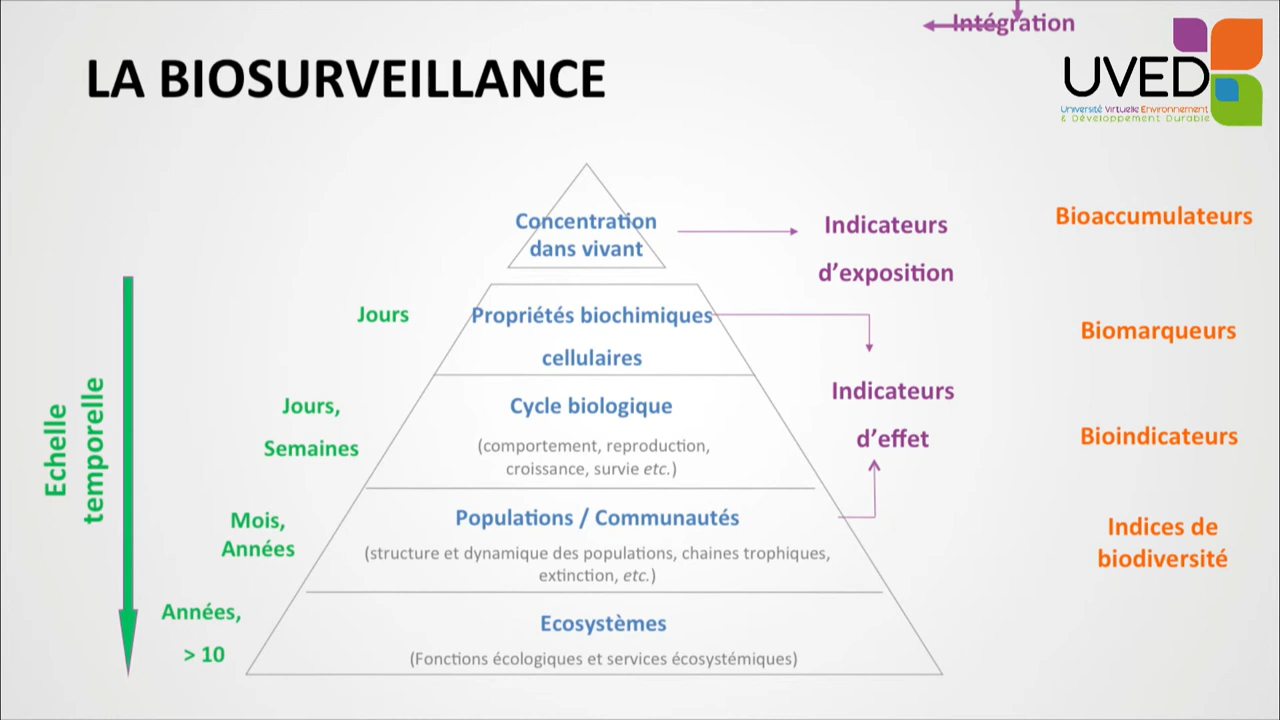 Intégration
LA BIOSURVEILLANCE
UVED
Université Virtuelle Environnement
& Développement Durable
Concentration
dans vivant
Indicateurs
d’exposition
Bioaccumulateurs
Jours
Propriétés biochimiques
cellulaires
Biomarqueurs
Echelle
temporelle
Jours,
Semaines
Cycle biologique
(comportement, reproduction,
croissance, survie etc.)
Indicateurs
d’effet
Bioindicateurs
Mois,
Années
Populations / Communautés
(structure et dynamique des populations, chaines trophiques,
extinction, etc.)
Indices de
biodiversité
Années,
> 10
Ecosystèmes
(Fonctions écologiques et services écosystémiques)